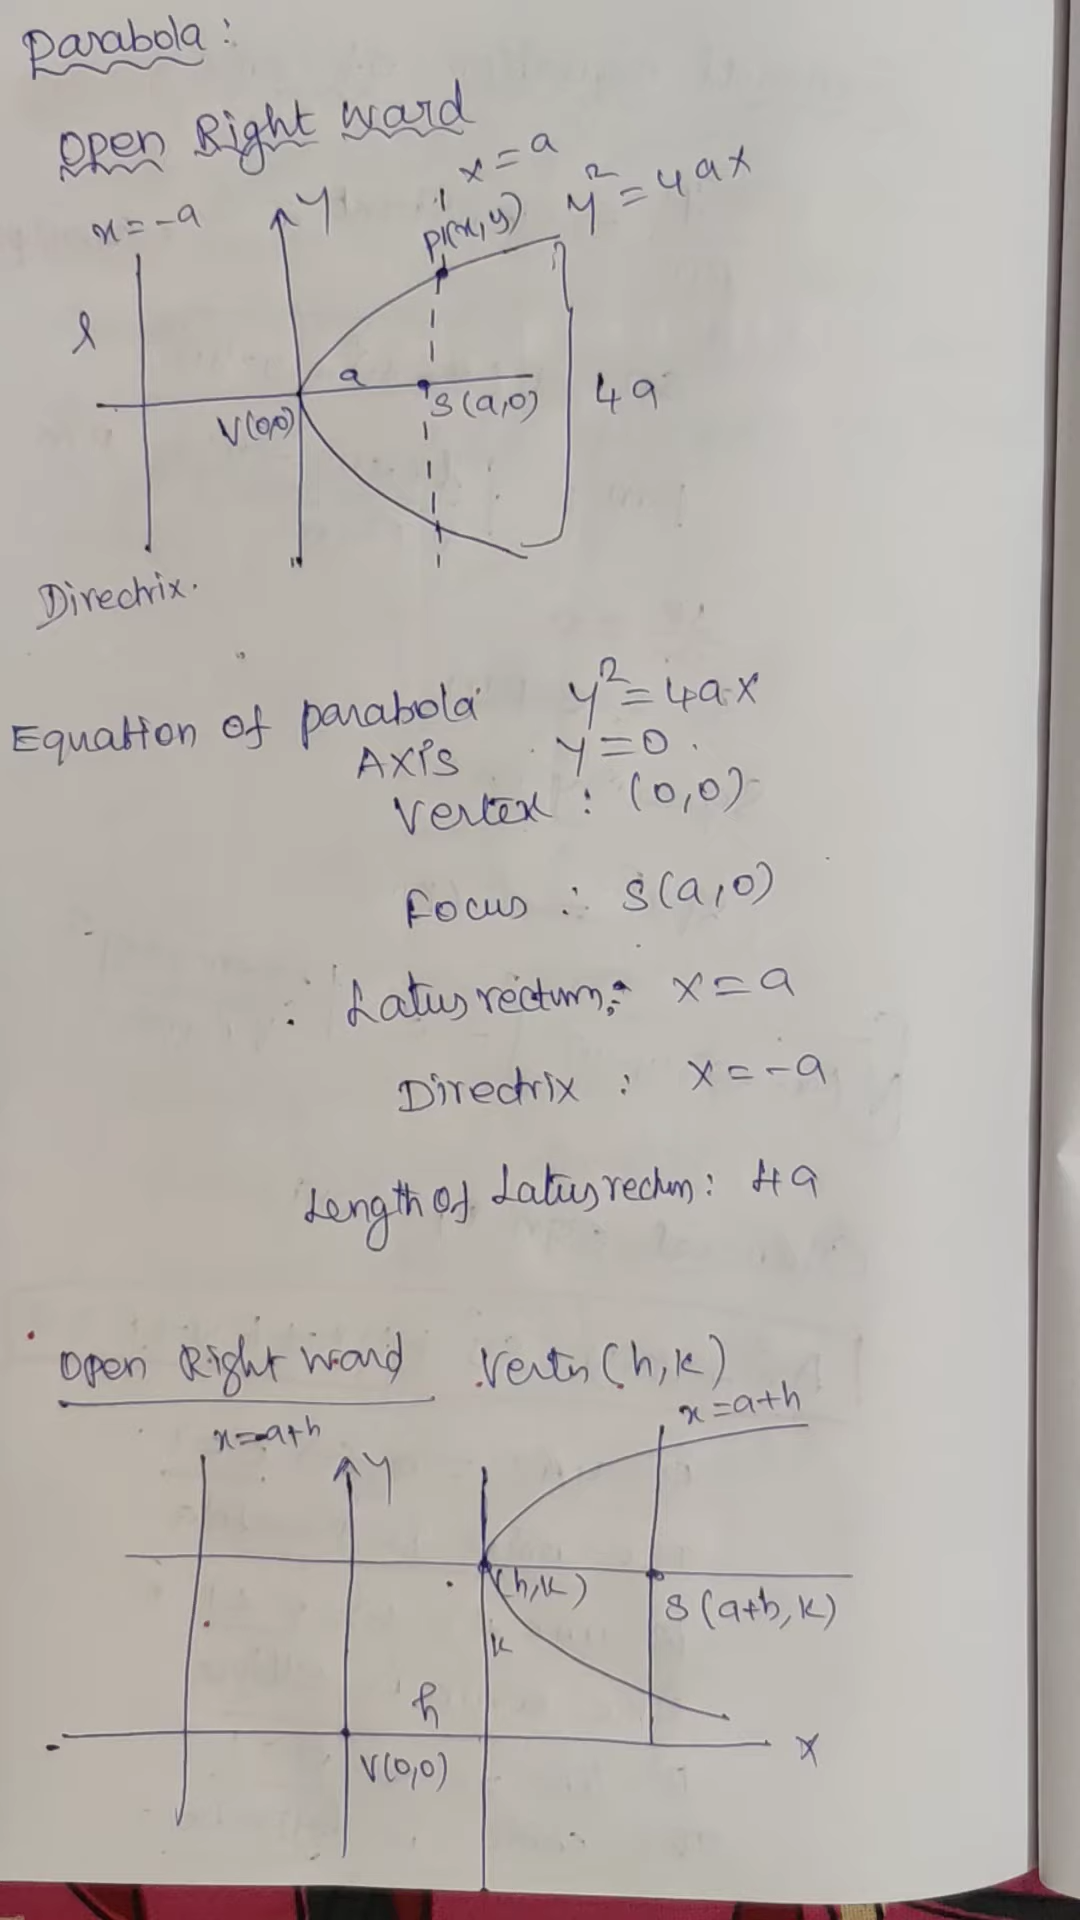 Parabola :
Open Right ward
x = a
y² = 4ax
x = -a
y
P(x,y)
l
a
S(a,0)
4a
V(0,0)
Directrix.
Equation of parabola y² = 4ax
AXIS y = 0.
Vertex : (0,0)
Focus : S(a,0)
Latus rectum : x = a
Directrix : x = -a
Length of Latus rectum : 4a
Open Right ward Vertex (h,k)
x = a+h
x = -a+h
y
(h,k)
S (a+h, k)
k
h
x
V(0,0)